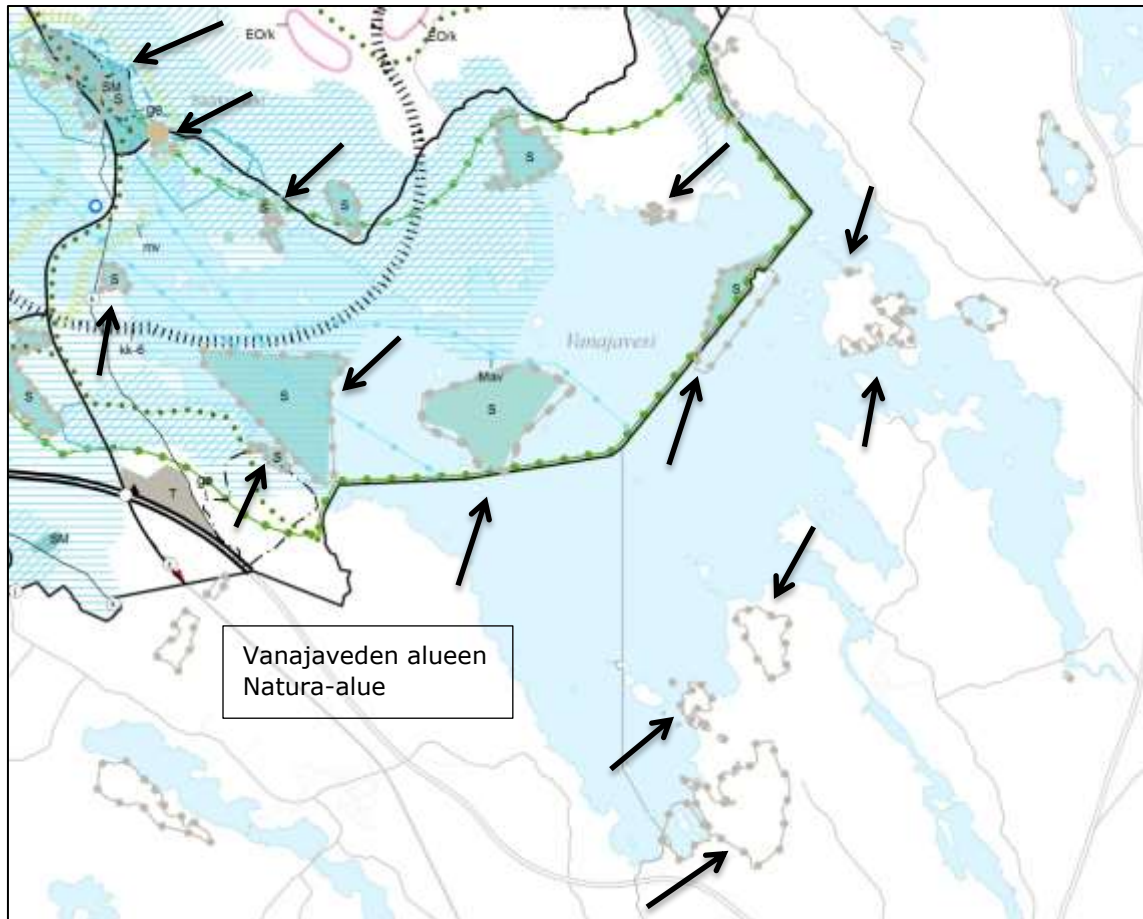 EO/k
EO/k
SM
S
ge
S
S
S
mv
S
S
Vanajavesi
kk-6
Mav
S
S
S
S
ge
T
SM
Vanajaveden alueen
Natura-alue